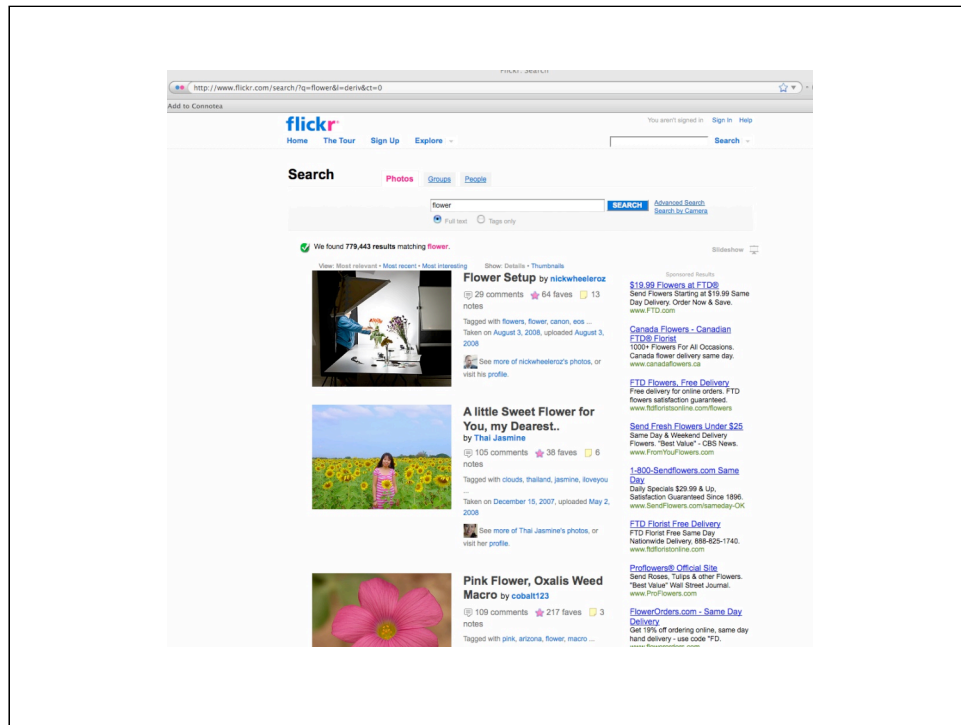 Flickr: Search
http://www.flickr.com/search/?q=flower&l=deriv&ct=0
Add to Connotea
flickr
You aren't signed in Sign In Help
Home The Tour Sign Up Explore
Search
Search
Photos Groups People
flower
SEARCH
Advanced Search
Search by Camera
Full text Tags only
We found 779,443 results matching flower.
Slideshow
View: Most relevant • Most recent • Most interesting Show: Details • Thumbnails
Flower Setup by nickwheeleroz
29 comments 64 faves 13
notes
Tagged with flowers, flower, canon, eos ...
Taken on August 3, 2008, uploaded August 3,
2008
See more of nickwheeleroz's photos, or
visit his profile.
A little Sweet Flower for
You, my Dearest..
by Thai Jasmine
105 comments 38 faves 6
notes
Tagged with clouds, thailand, jasmine, iloveyou
...
Taken on December 15, 2007, uploaded May 2,
2008
See more of Thai Jasmine's photos, or
visit her profile.
Pink Flower, Oxalis Weed
Macro by cobalt123
109 comments 217 faves 3
notes
Tagged with pink, arizona, flower, macro ...
Sponsored Results
$19.99 Flowers at FTD®
Send Flowers Starting at $19.99 Same
Day Delivery. Order Now & Save.
www.FTD.com
Canada Flowers - Canadian
FTD® Florist
1000+ Flowers For All Occasions.
Canada flower delivery same day.
www.canadaflowers.ca
FTD Flowers, Free Delivery
Free delivery for online orders. FTD
flowers satisfaction guaranteed.
www.ftdfloristsonline.com/flowers
Send Fresh Flowers Under $25
Same Day & Weekend Delivery
Flowers. "Best Value" - CBS News.
www.FromYouFlowers.com
1-800-Sendflowers.com Same
Day
Daily Specials $29.99 & Up,
Satisfaction Guaranteed Since 1896.
www.SendFlowers.com/sameday-OK
FTD Florist Free Delivery
FTD Florist Free Same Day
Nationwide Delivery, 888-825-1740.
www.ftdfloristonline.com
Proflowers® Official Site
Send Roses, Tulips & other Flowers.
"Best Value" Wall Street Journal.
www.ProFlowers.com
FlowerOrders.com - Same Day
Delivery
Get 19% off ordering online, same day
hand delivery - use code "FD.
www.flowerorders.com